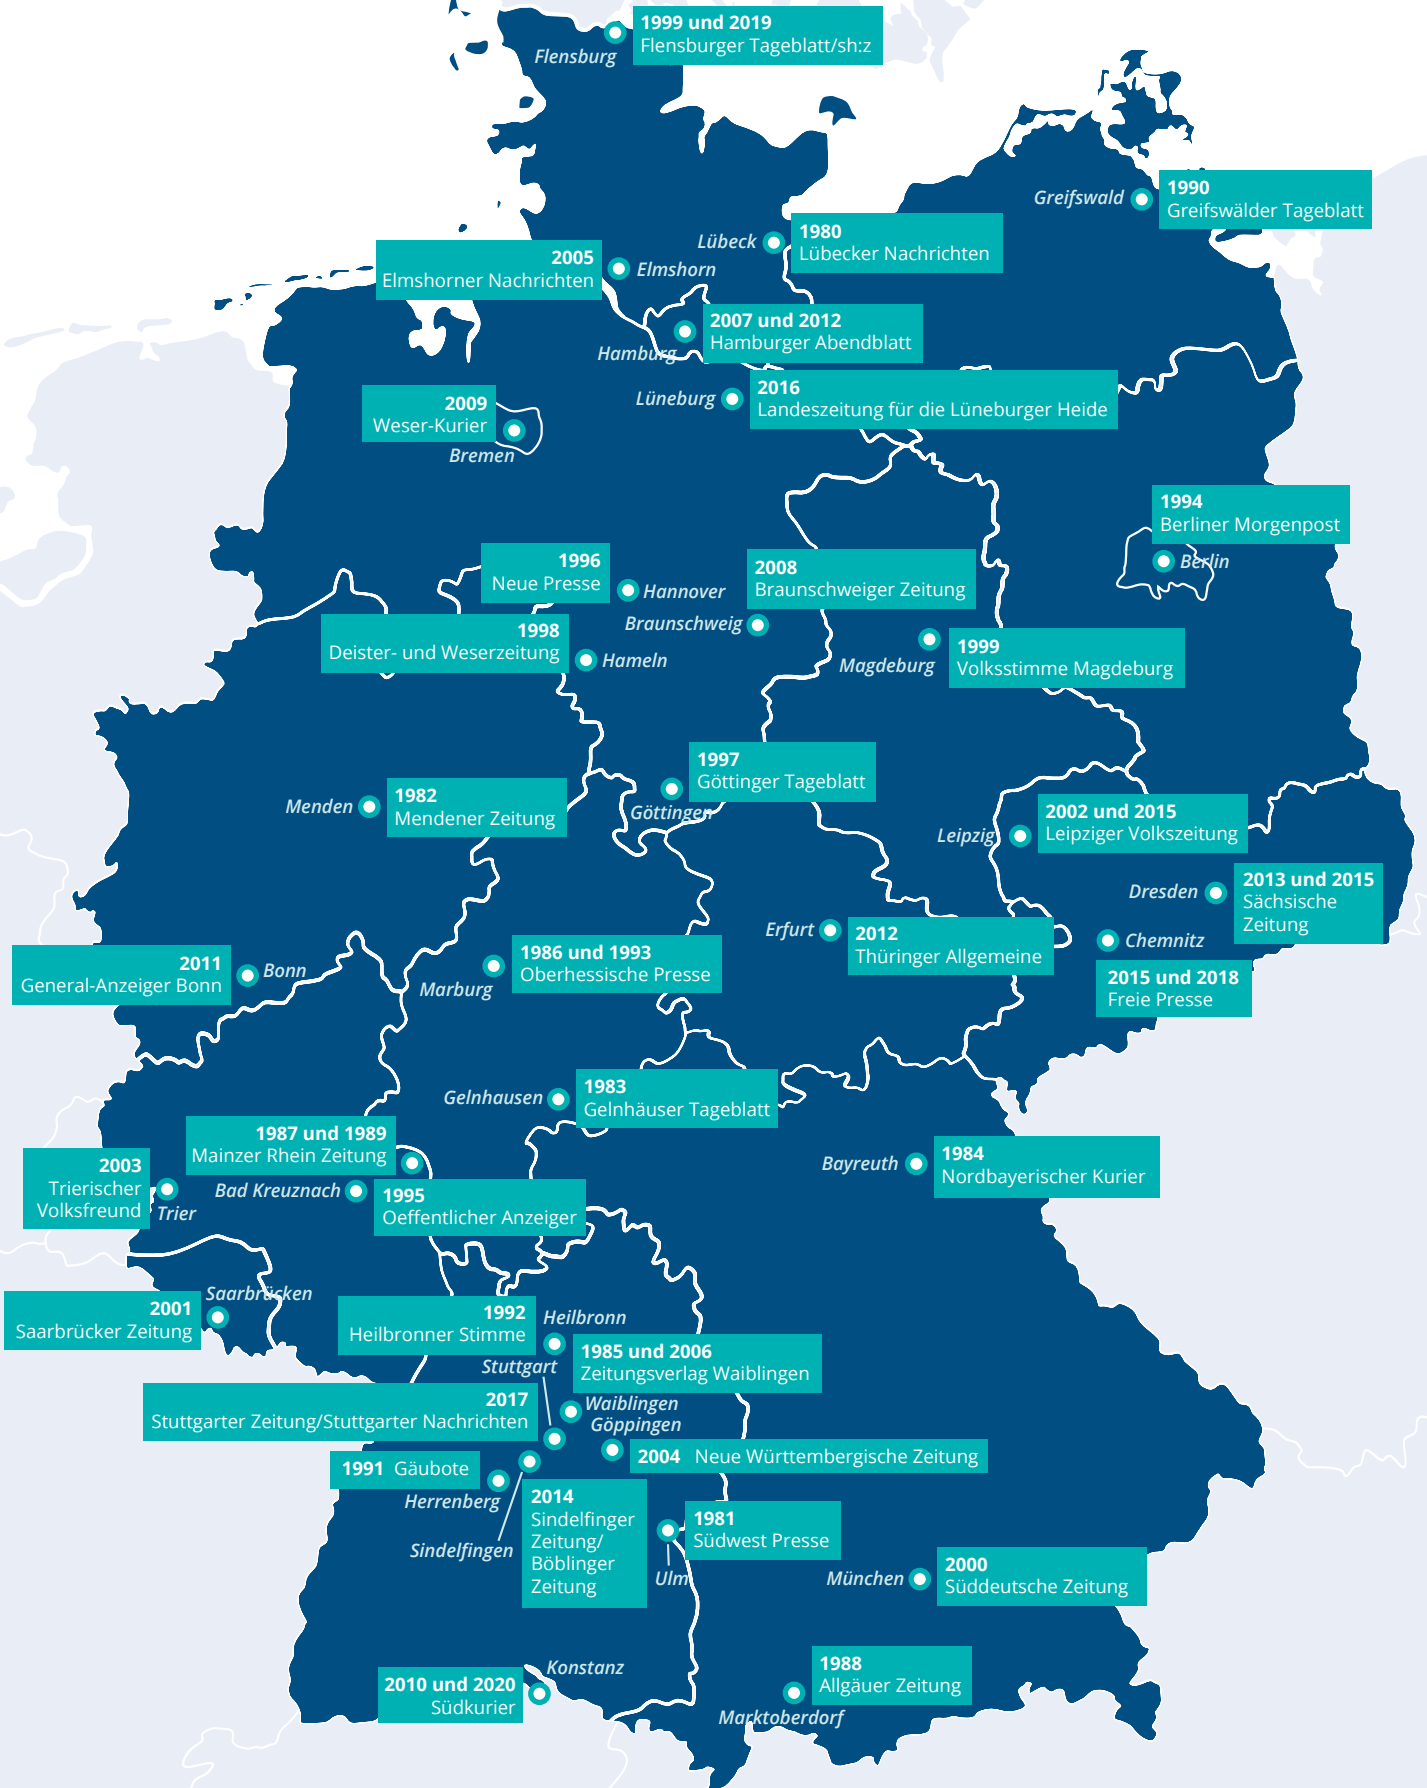 1999 und 2019
Flensburger Tageblatt/sh:z
Flensburg
1990
Greifswälder Tageblatt
Greifswald
1980
Lübecker Nachrichten
Lübeck
2005
Elmshorner Nachrichten
Elmshorn
2007 und 2012
Hamburger Abendblatt
Hamburg
2016
Landeszeitung für die Lüneburger Heide
Lüneburg
2009
Weser-Kurier
Bremen
1994
Berliner Morgenpost
Berlin
1996
Neue Presse
Hannover
2008
Braunschweiger Zeitung
Braunschweig
1998
Deister- und Weserzeitung
Hameln
1999
Volksstimme Magdeburg
Magdeburg
1997
Göttinger Tageblatt
Göttingen
1982
Mendener Zeitung
Menden
2002 und 2015
Leipziger Volkszeitung
Leipzig
2013 und 2015
Sächsische
Zeitung
Dresden
2012
Thüringer Allgemeine
Erfurt
Chemnitz
2015 und 2018
Freie Presse
1986 und 1993
Oberhessische Presse
Marburg
2011
General-Anzeiger Bonn
Bonn
1983
Gelnhäuser Tageblatt
Gelnhausen
1987 und 1989
Mainzer Rhein Zeitung
1984
Nordbayerischer Kurier
Bayreuth
2003
Trierischer
Volksfreund
Trier
Bad Kreuznach
1995
Oeffentlicher Anzeiger
Saarbrücken
2001
Saarbrücker Zeitung
1992
Heilbronner Stimme
Heilbronn
1985 und 2006
Zeitungsverlag Waiblingen
Stuttgart
2017
Stuttgarter Zeitung/Stuttgarter Nachrichten
Waiblingen
Göppingen
2004 Neue Württembergische Zeitung
1991 Gäubote
Herrenberg
2014
Sindelfinger
Zeitung/
Böblinger
Zeitung
Sindelfingen
1981
Südwest Presse
Ulm
2000
Süddeutsche Zeitung
München
1988
Allgäuer Zeitung
Marktoberdorf
Konstanz
2010 und 2020
Südkurier